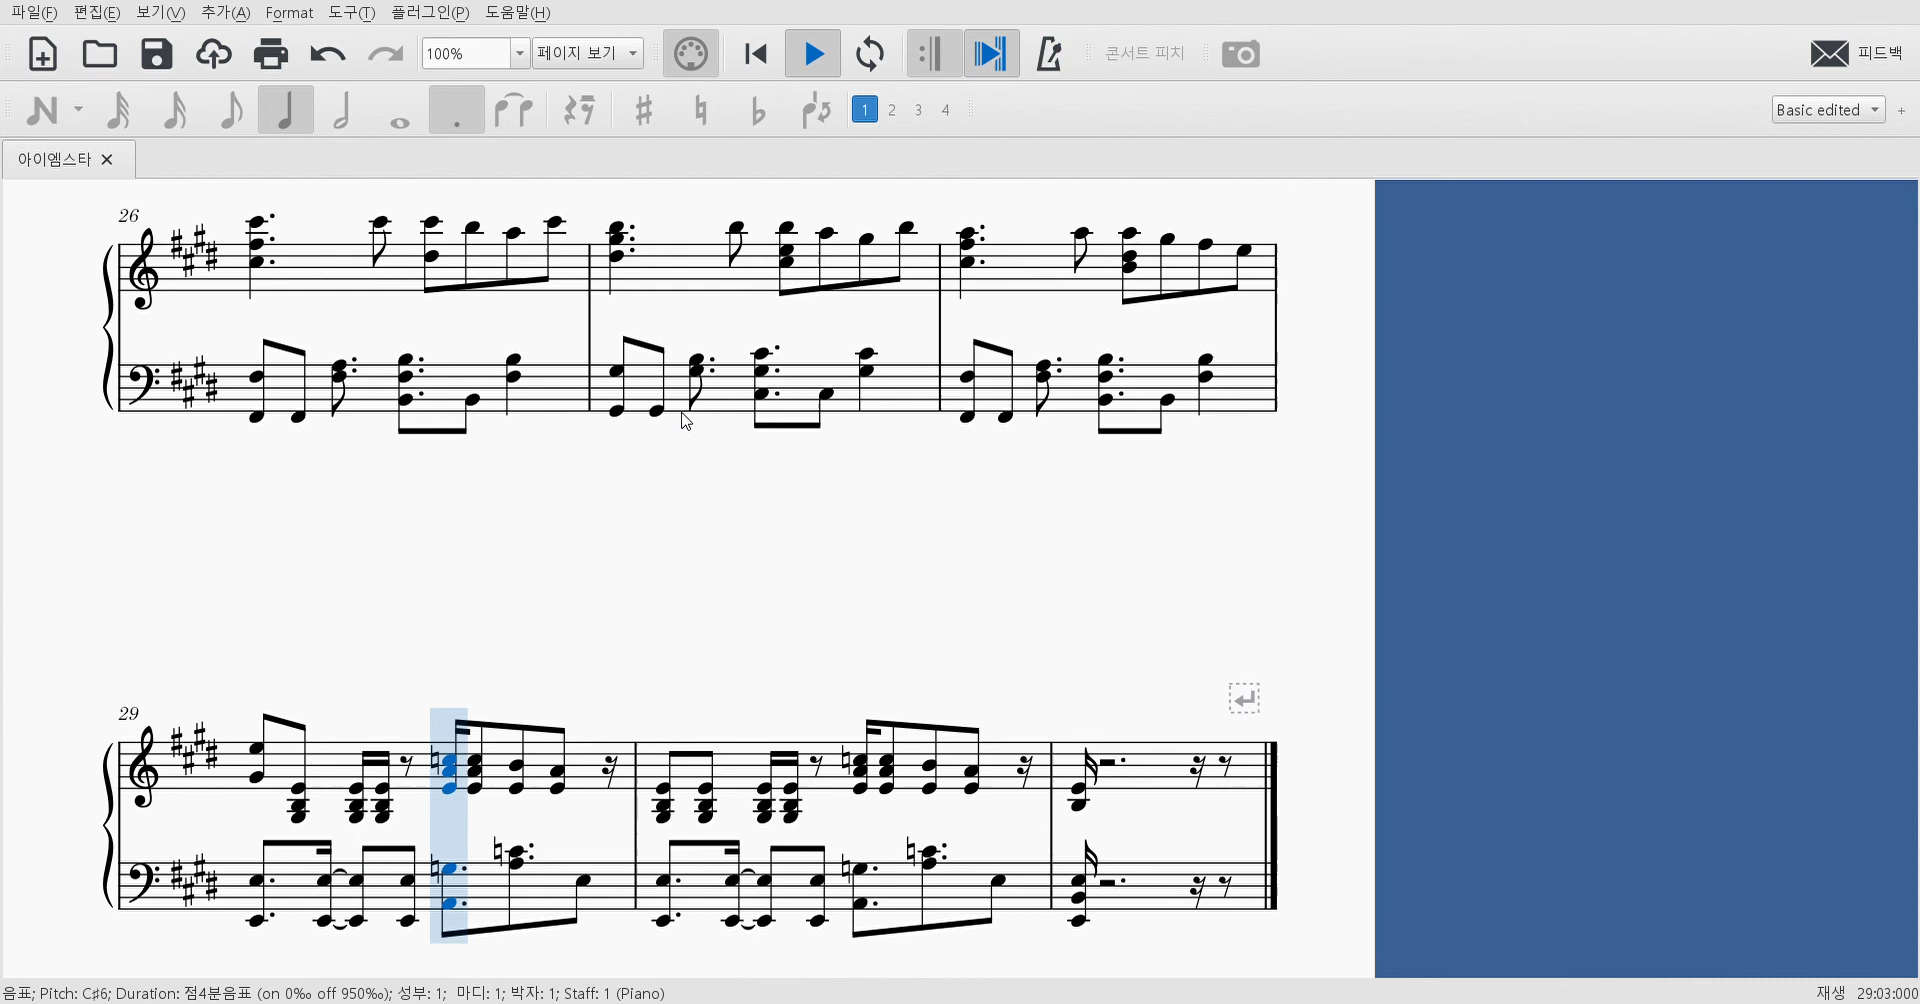 파일(F) 편집(E) 보기(V) 추가(A) Format 도구(T) 플러그인(P) 도움말(H)
100% 페이지 보기 콘서트 피치 피드백
1 2 3 4 Basic edited +
아이엠스타
26
29
음표; Pitch: C♯6; Duration: 점4분음표 (on 0‰ off 950‰); 성부: 1; 마디: 1; 박자: 1; Staff: 1 (Piano) 재생 29:03:000